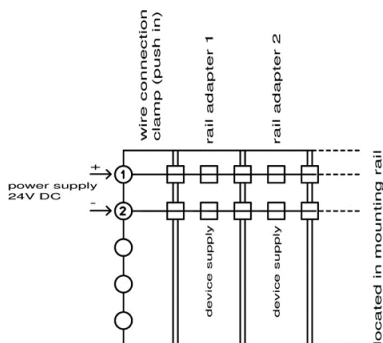 wire connection
clamp (push in)
rail adapter 1
rail adapter 2
+
1
power supply
24V DC
-
2
device supply
device supply
located in mounting rail